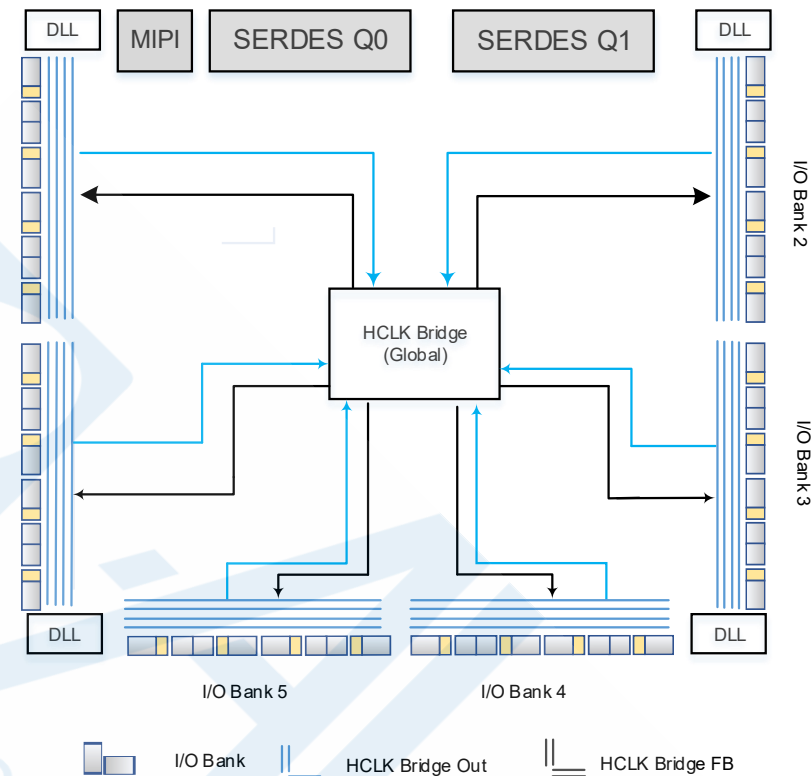 DLL
MIPI
SERDES Q0
SERDES Q1
DLL
I/O Bank 2
HCLK Bridge
(Global)
I/O Bank 3
DLL
DLL
I/O Bank 5
I/O Bank 4
I/O Bank
HCLK Bridge Out
HCLK Bridge FB